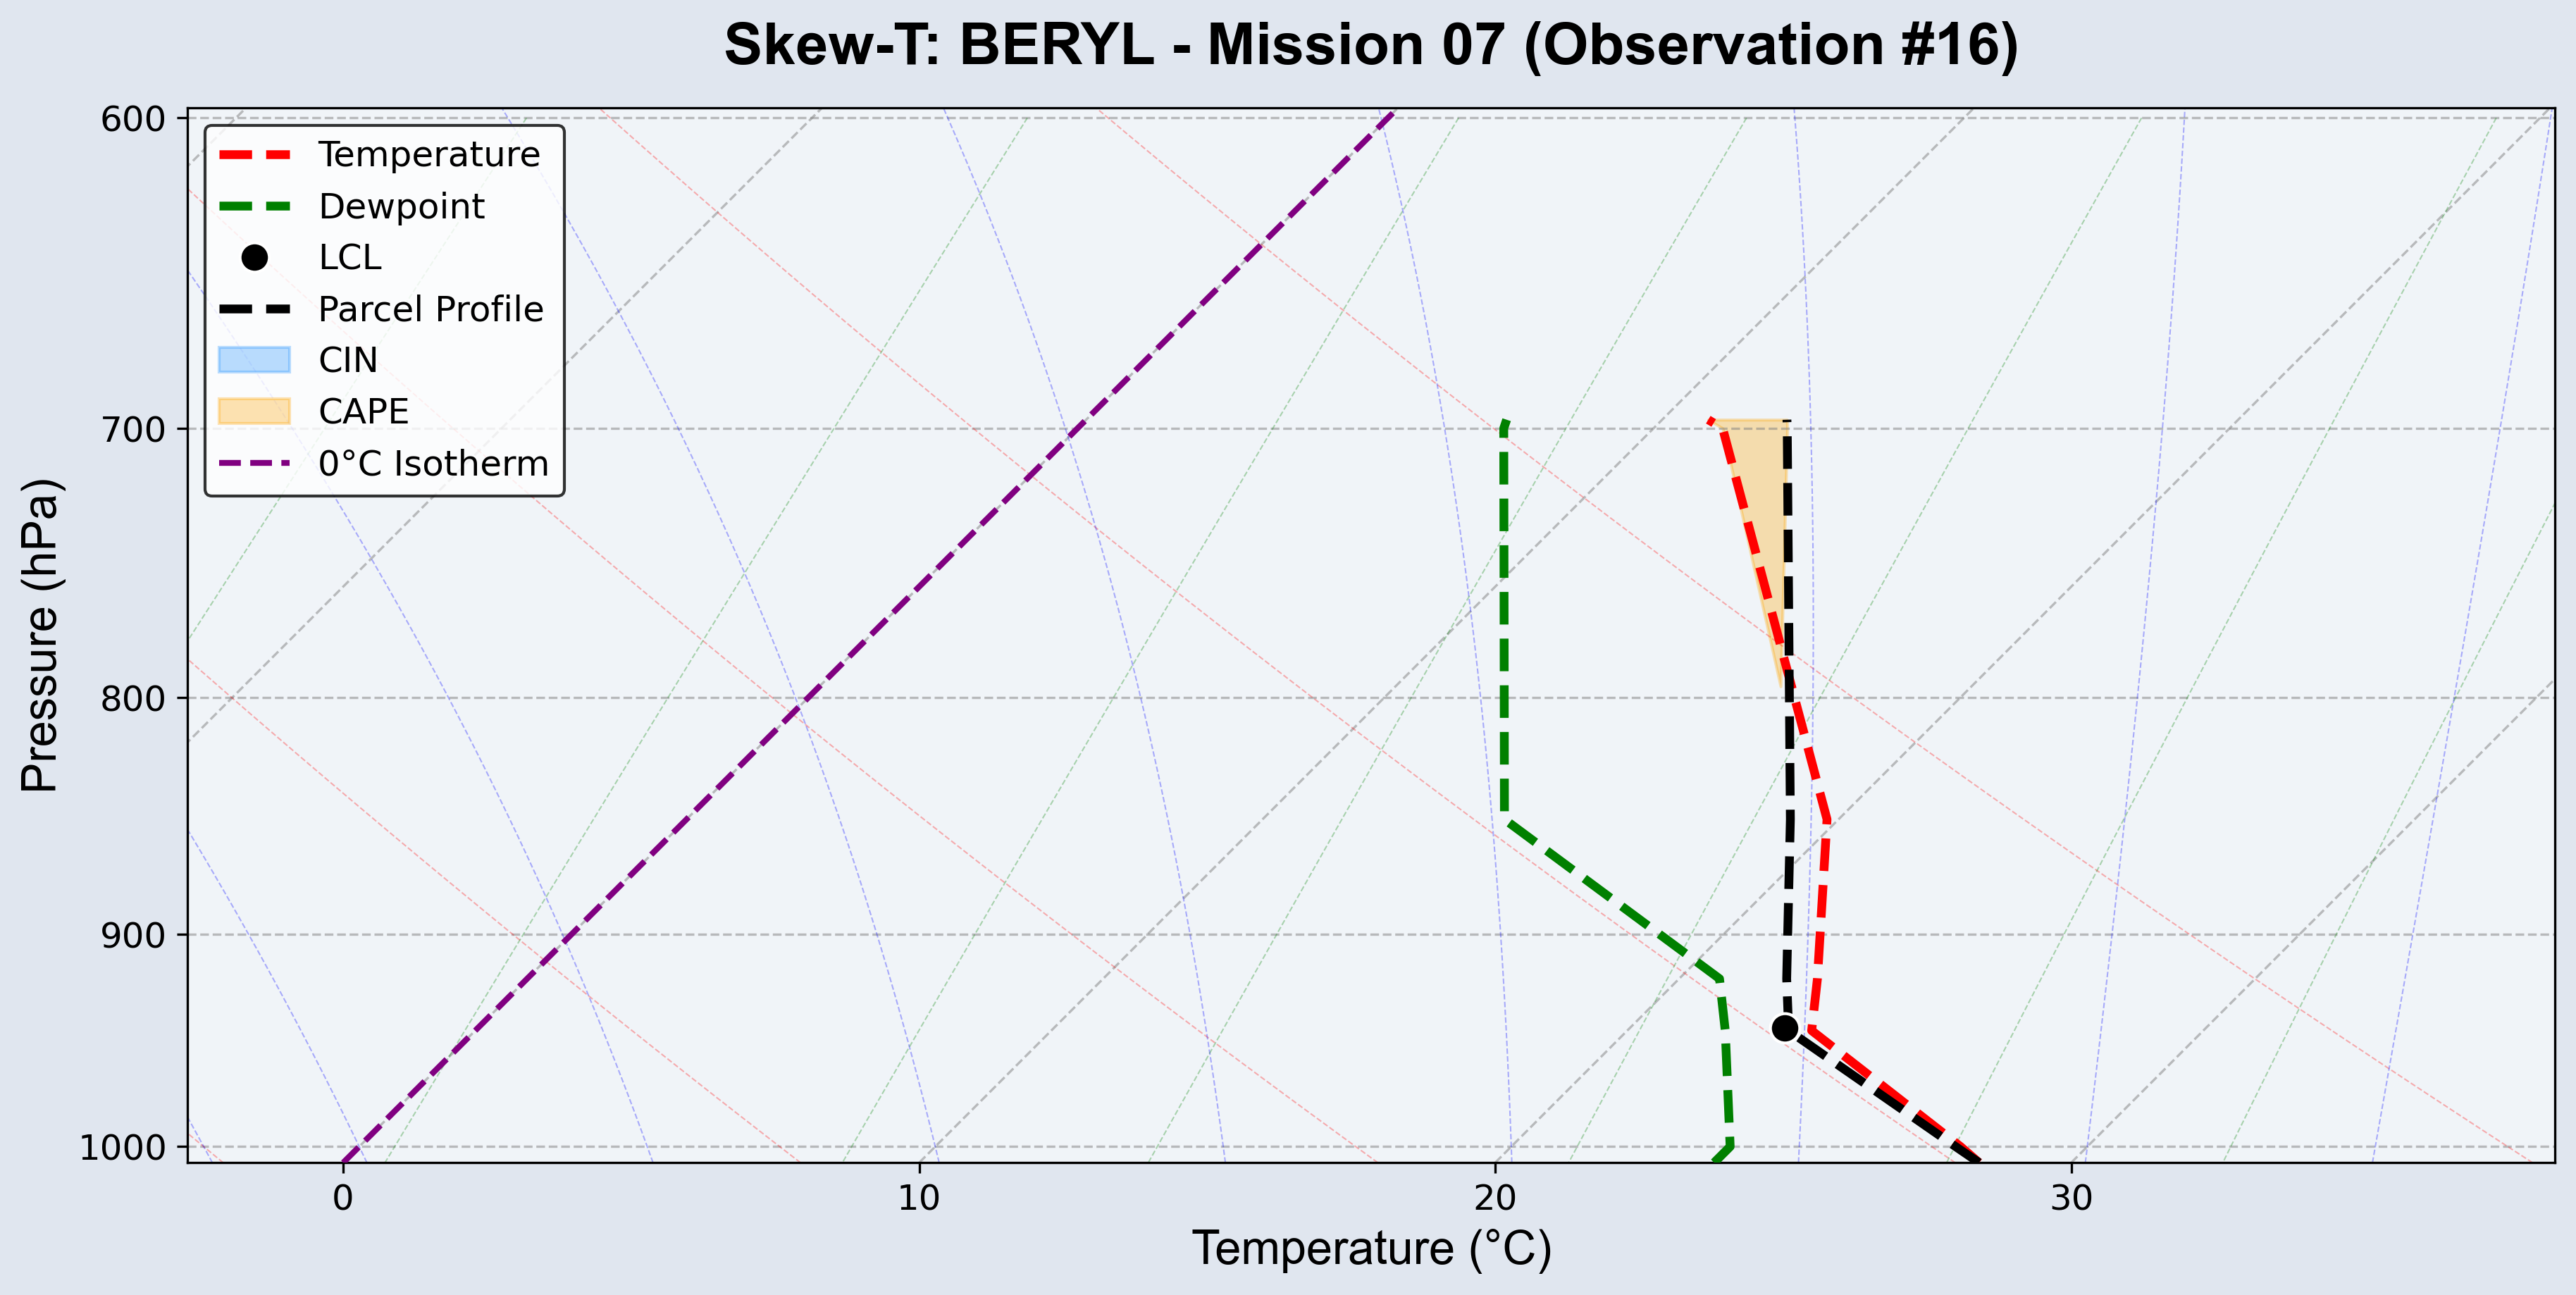 Skew-T: BERYL - Mission 07 (Observation #16)
600
700
800
900
1000
Pressure (hPa)
Temperature
Dewpoint
LCL
Parcel Profile
CIN
CAPE
0°C Isotherm
0
10
20
30
Temperature (°C)